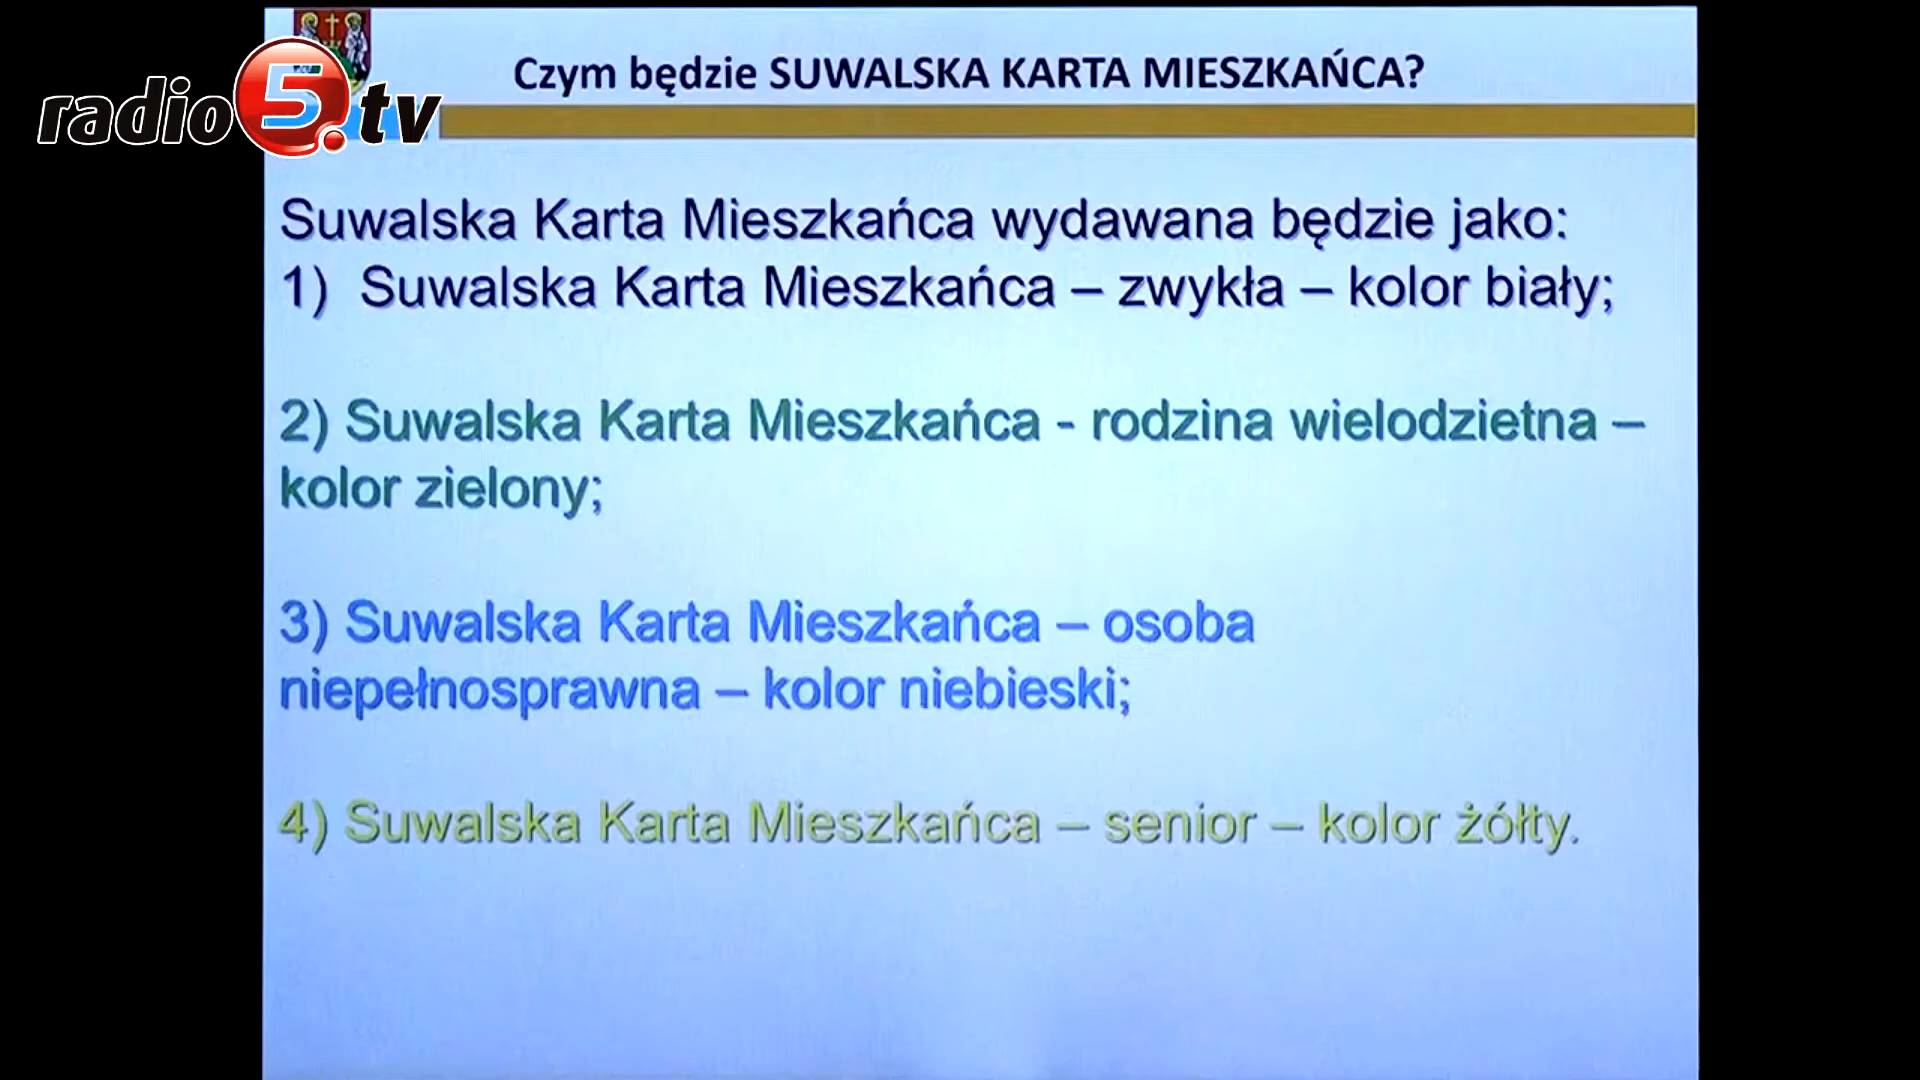 Czym będzie SUWALSKA KARTA MIESZKAŃCA?
radio 5.tv
Suwalska Karta Mieszkańca wydawana będzie jako:
1) Suwalska Karta Mieszkańca – zwykła – kolor biały;
2) Suwalska Karta Mieszkańca - rodzina wielodzietna –
kolor zielony;
3) Suwalska Karta Mieszkańca – osoba
niepełnosprawna – kolor niebieski;
4) Suwalska Karta Mieszkańca – senior – kolor żółty.